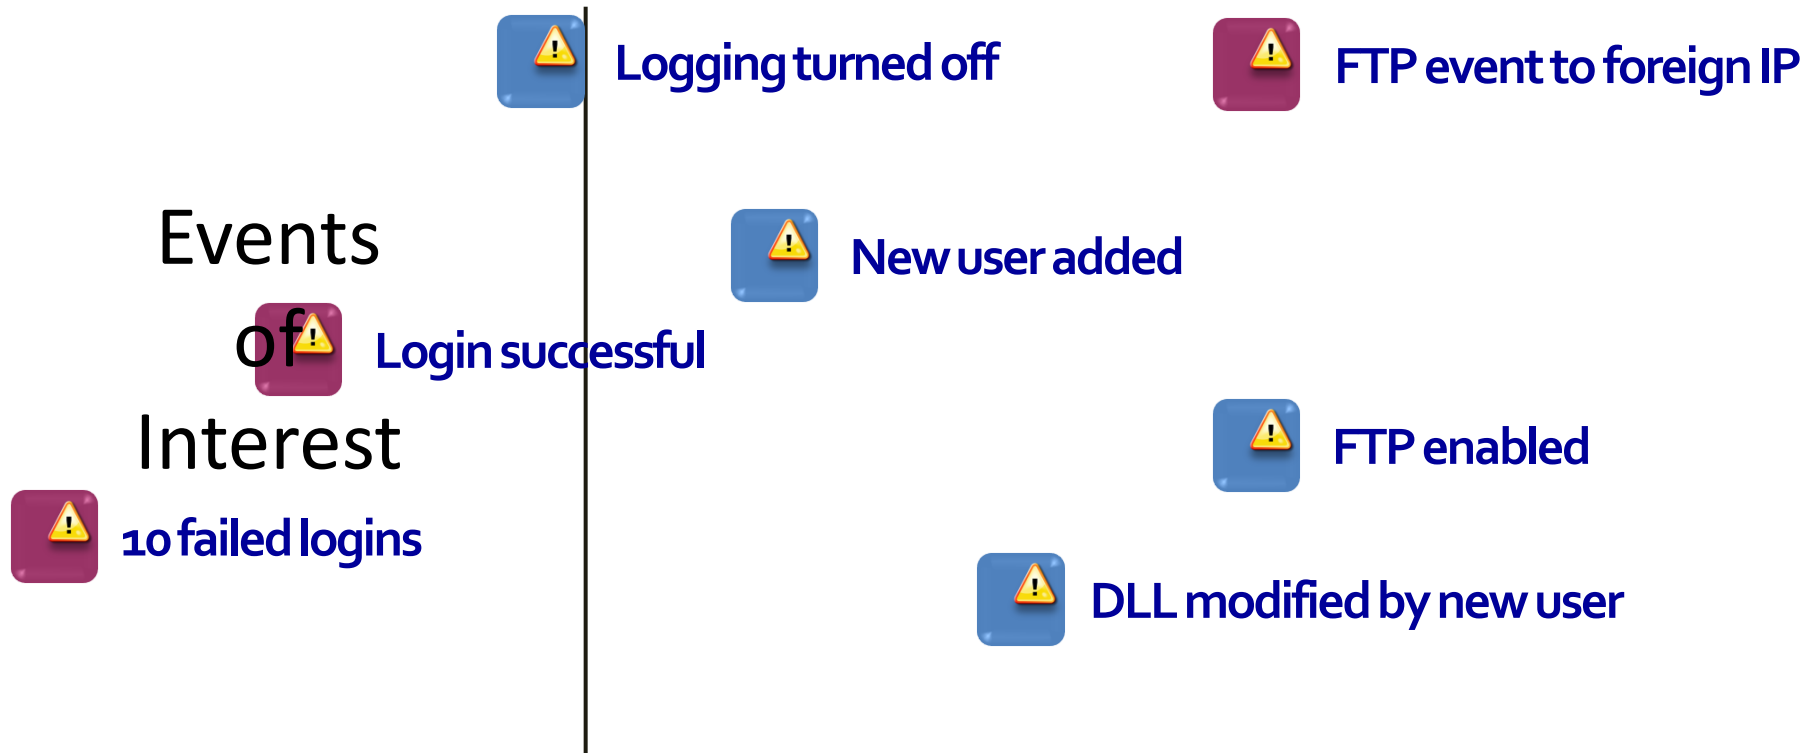 Logging turned off
FTP event to foreign IP
Events
of
Interest
New user added
Login successful
FTP enabled
10 failed logins
DLL modified by new user